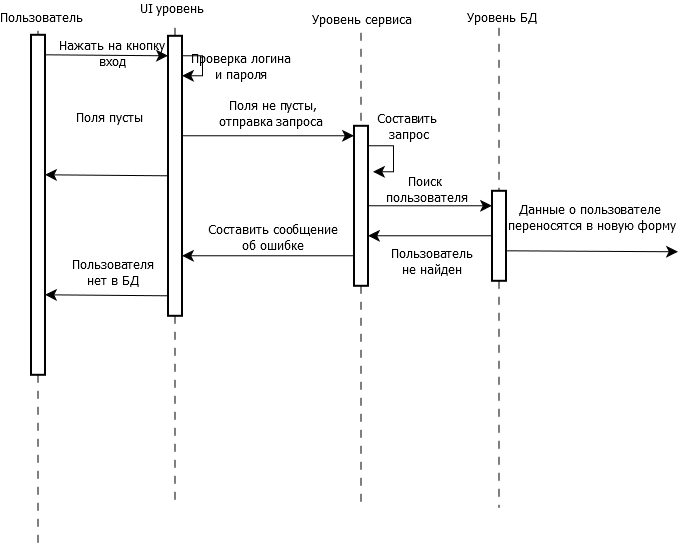 Пользователь
UI уровень
Уровень сервиса
Уровень БД
Нажать на кнопку
вход
Проверка логина
и пароля
Поля пусты
Поля не пусты,
отправка запроса
Составить
запрос
Поиск
пользователя
Данные о пользователе
переносятся в новую форму
Составить сообщение
об ошибке
Пользователь
не найден
Пользователя
нет в БД